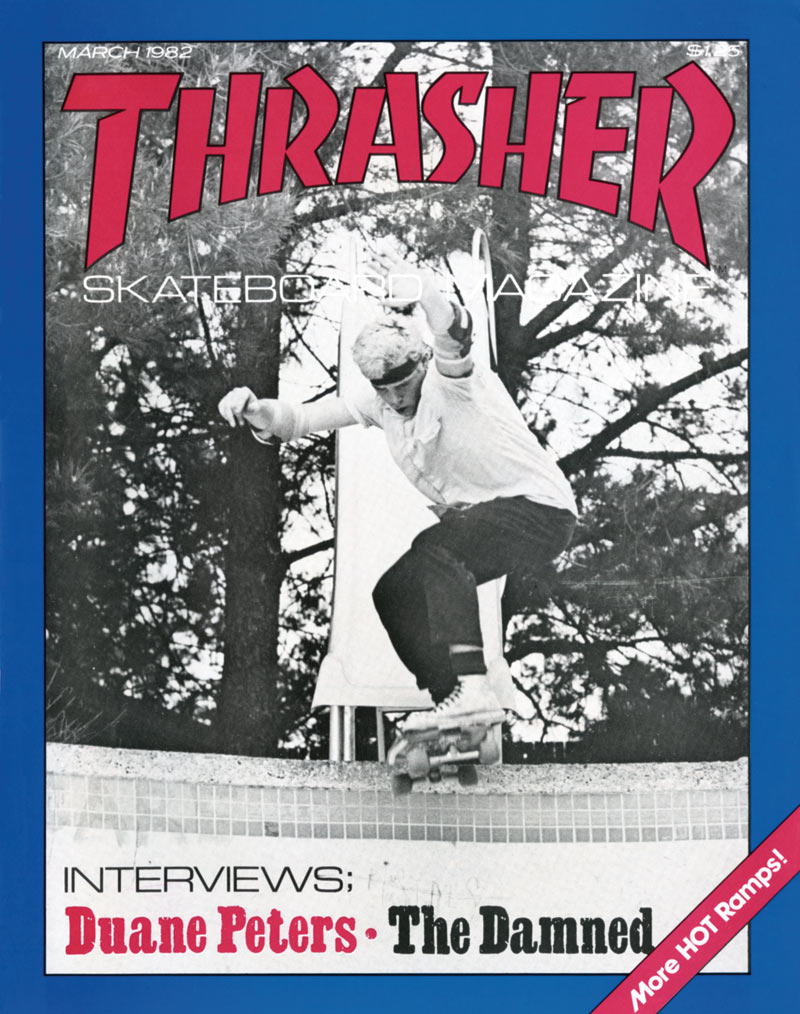 MARCH 1982 $1.25
THRASHER
SKATEBOARD MAGAZINE
INTERVIEWS;
Duane Peters • The Damned
More HOT Ramps!